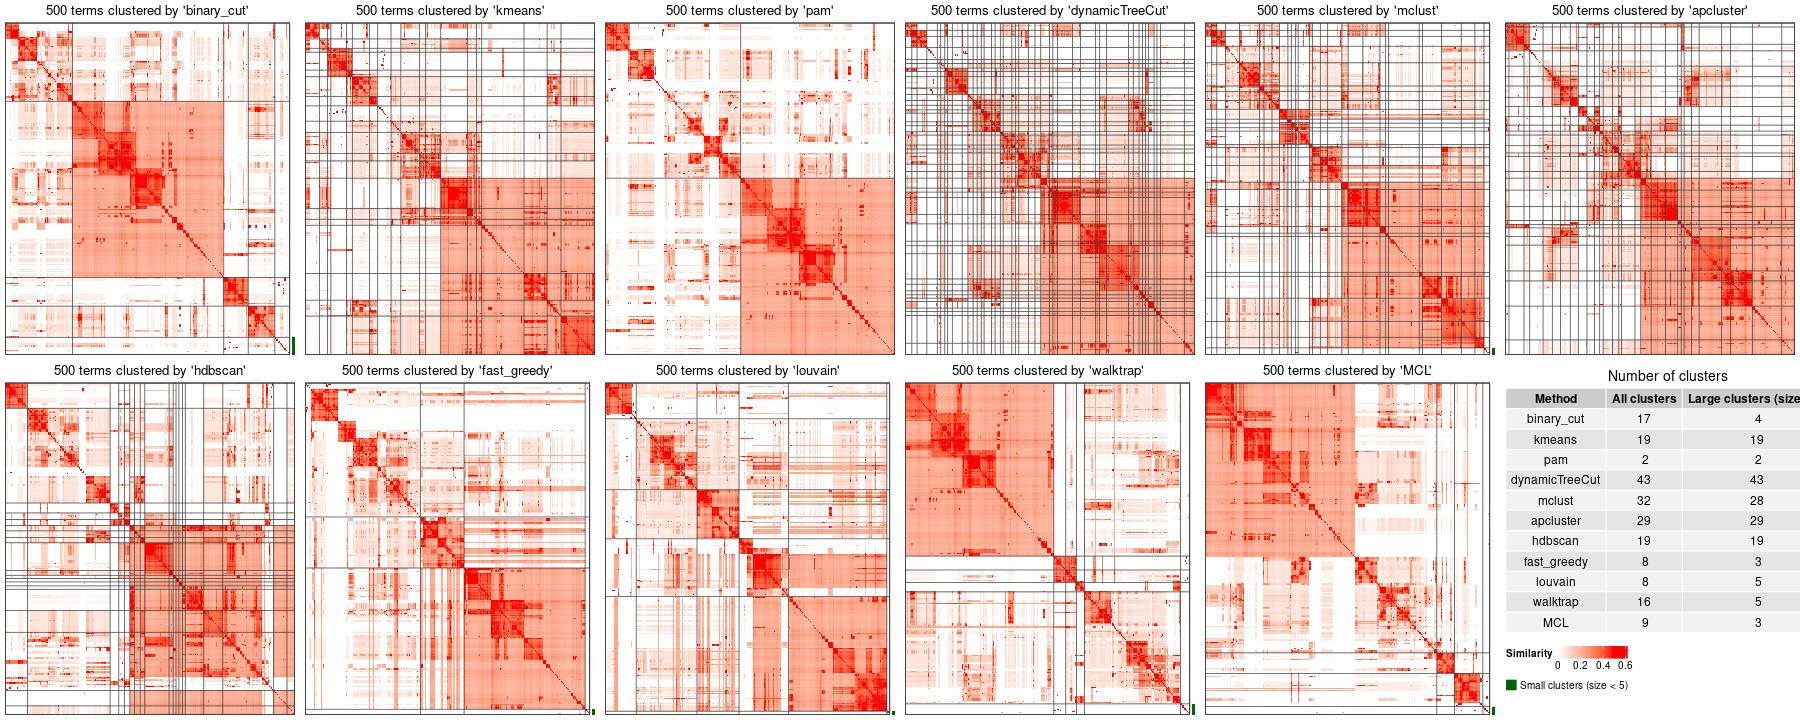 500 terms clustered by 'binary_cut'
500 terms clustered by 'kmeans'
500 terms clustered by 'pam'
500 terms clustered by 'dynamicTreeCut'
500 terms clustered by 'mclust'
500 terms clustered by 'apcluster'
500 terms clustered by 'hdbscan'
500 terms clustered by 'fast_greedy'
500 terms clustered by 'louvain'
500 terms clustered by 'walktrap'
500 terms clustered by 'MCL'
Number of clusters
Method All clusters Large clusters (size
binary_cut 17 4
kmeans 19 19
pam 2 2
dynamicTreeCut 43 43
mclust 32 28
apcluster 29 29
hdbscan 19 19
fast_greedy 8 3
louvain 8 5
walktrap 16 5
MCL 9 3
Similarity
0 0.2 0.4 0.6
Small clusters (size < 5)